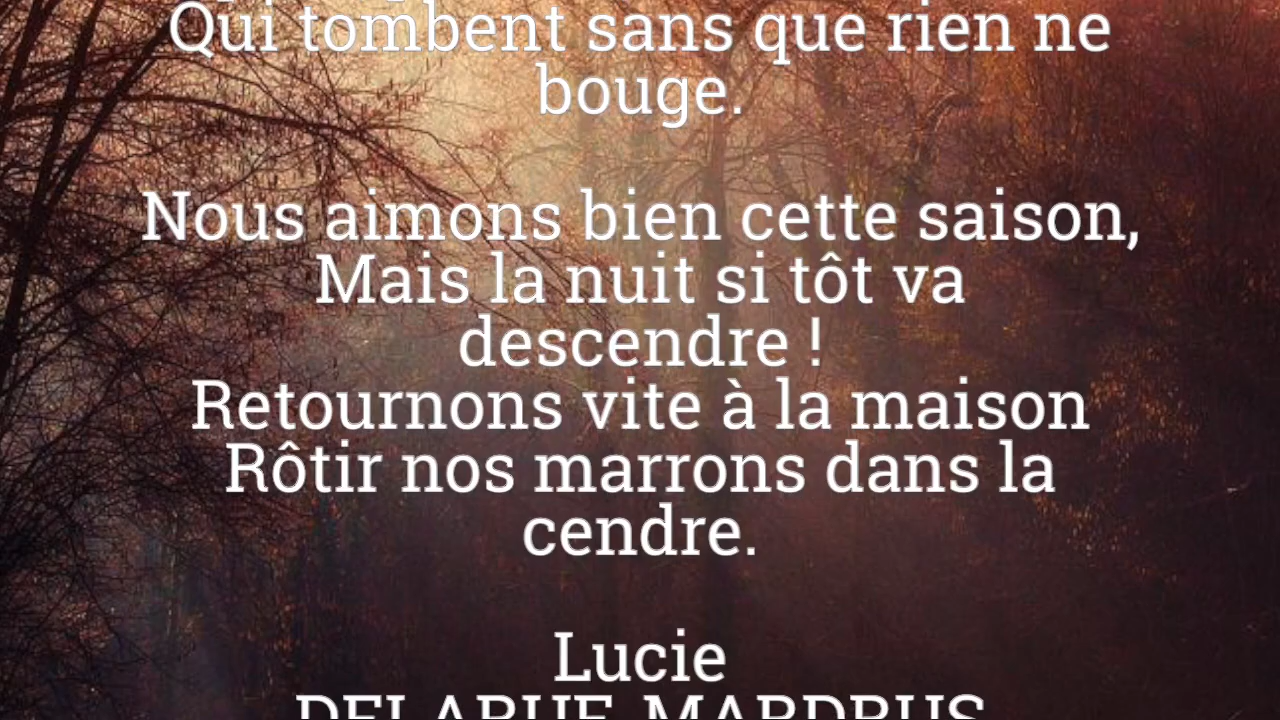 Qui tombent sans que rien ne
bouge.
Nous aimons bien cette saison,
Mais la nuit si tôt va
descendre !
Retournons vite à la maison
Rôtir nos marrons dans la
cendre.
Lucie
DELARUE-MARDRUS